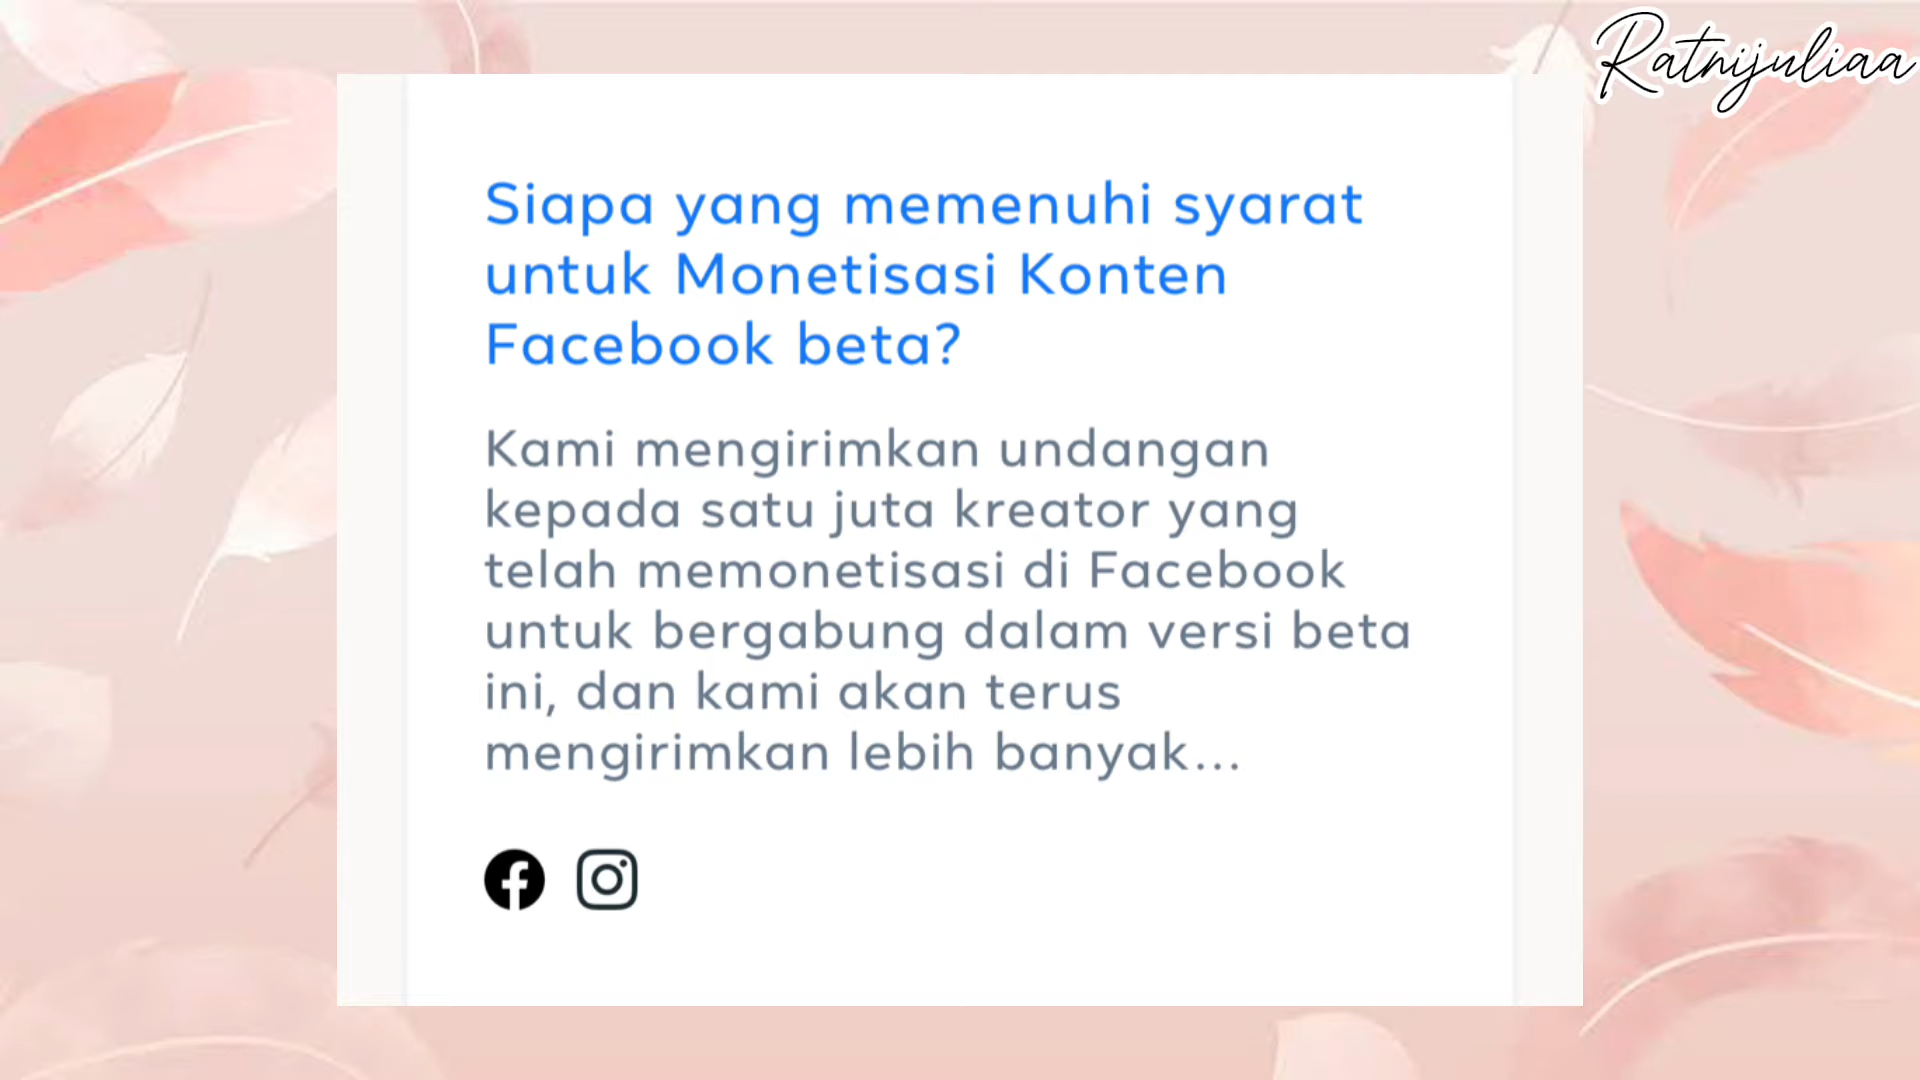 Ratnijuliaa
Siapa yang memenuhi syarat
untuk Monetisasi Konten
Facebook beta?
Kami mengirimkan undangan
kepada satu juta kreator yang
telah memonetisasi di Facebook
untuk bergabung dalam versi beta
ini, dan kami akan terus
mengirimkan lebih banyak...